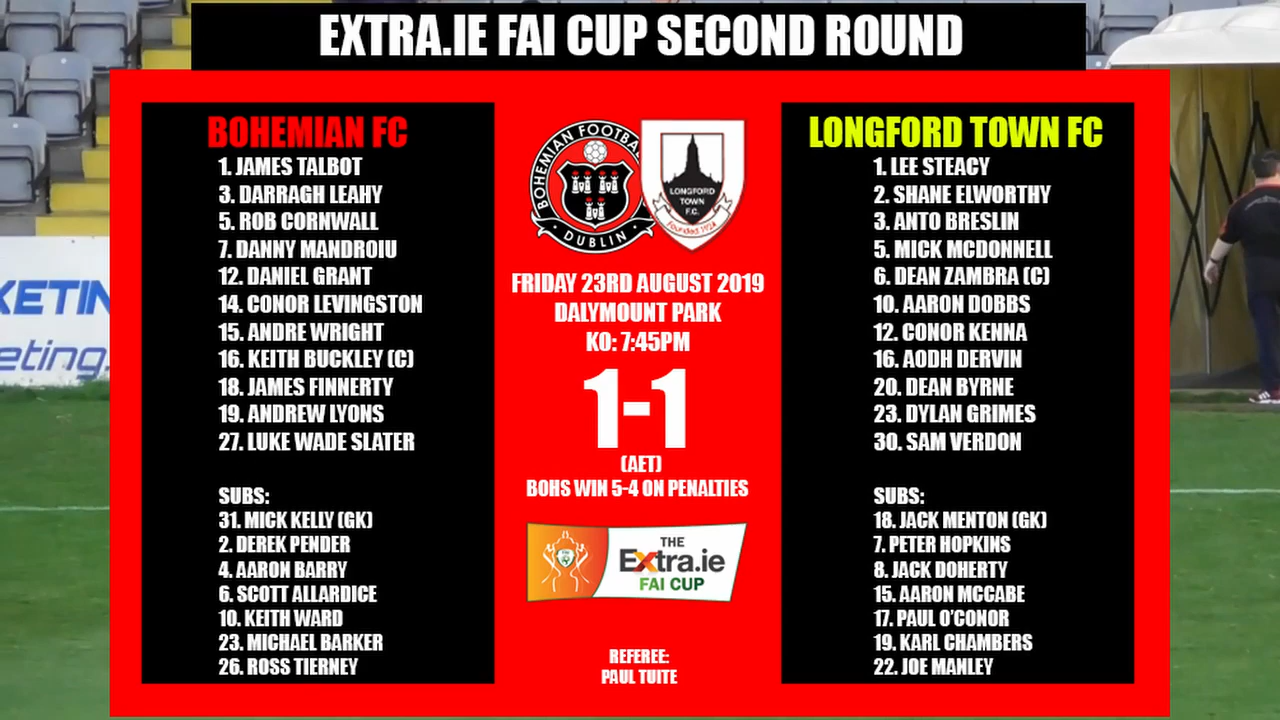 EXTRA.IE FAI CUP SECOND ROUND
BOHEMIAN FC
1. JAMES TALBOT
3. DARRAGH LEAHY
5. ROB CORNWALL
7. DANNY MANDROIU
12. DANIEL GRANT
14. CONOR LEVINGSTON
15. ANDRE WRIGHT
16. KEITH BUCKLEY (C)
18. JAMES FINNERTY
19. ANDREW LYONS
27. LUKE WADE SLATER
SUBS:
31. MICK KELLY (GK)
2. DEREK PENDER
4. AARON BARRY
6. SCOTT ALLARDICE
10. KEITH WARD
23. MICHAEL BARKER
26. ROSS TIERNEY
BOHEMIAN FOOTBA
DUBLIN
LONGFORD
TOWN
F.C.
Founded 1924
FRIDAY 23RD AUGUST 2019
DALYMOUNT PARK
KO: 7:45PM
1-1
(AET)
BOHS WIN 5-4 ON PENALTIES
THE
Extra.ie
FAI CUP
REFEREE:
PAUL TUITE
LONGFORD TOWN FC
1. LEE STEACY
2. SHANE ELWORTHY
3. ANTO BRESLIN
5. MICK MCDONNELL
6. DEAN ZAMBRA (C)
10. AARON DOBBS
12. CONOR KENNA
16. AODH DERVIN
20. DEAN BYRNE
23. DYLAN GRIMES
30. SAM VERDON
SUBS:
18. JACK MENTON (GK)
7. PETER HOPKINS
8. JACK DOHERTY
15. AARON MCCABE
17. PAUL O'CONOR
19. KARL CHAMBERS
22. JOE MANLEY
KETIN
eting.